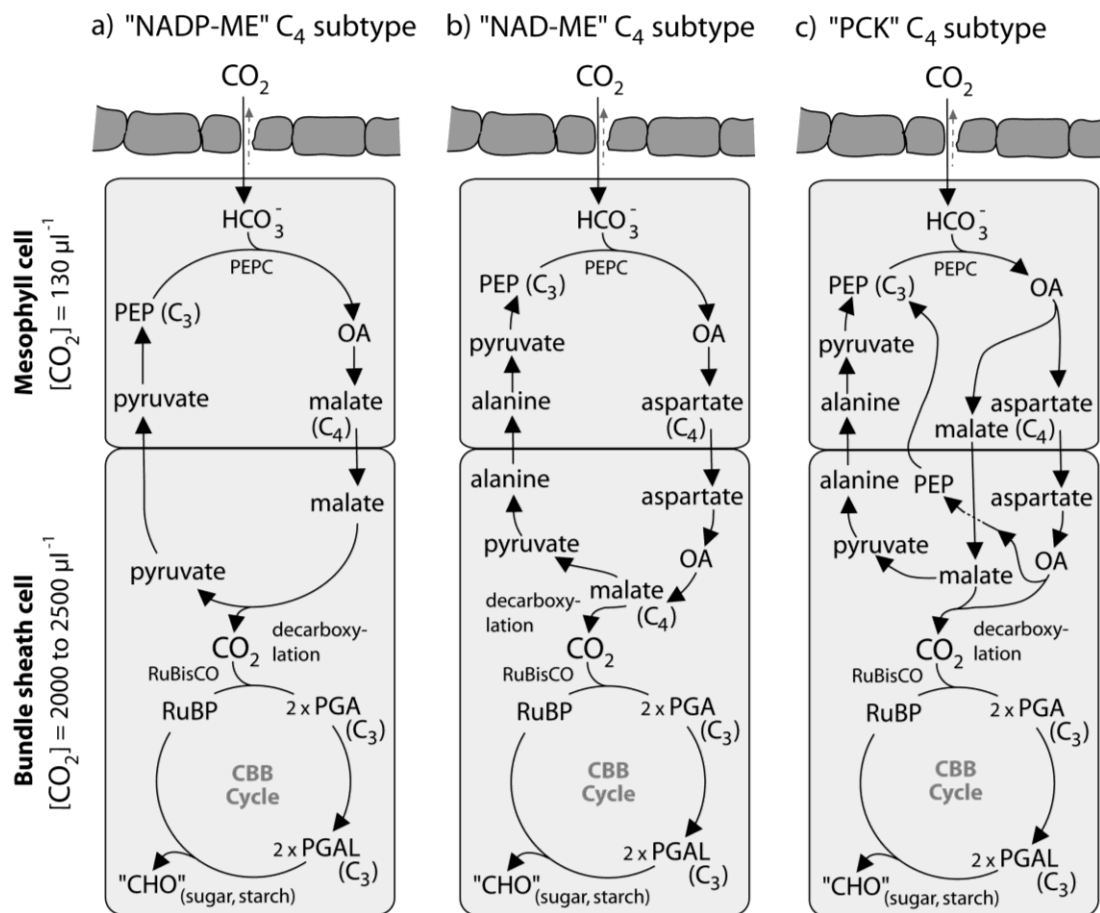 a) "NADP-ME" C₄ subtype
CO₂
HCO₃⁻
PEPC
PEP (C₃)
OA
pyruvate
malate
(C₄)
malate
pyruvate
CO₂
decarboxy-
lation
RuBisCO
RuBP
2 x PGA
(C₃)
CBB
Cycle
2 x PGAL
(C₃)
"CHO"
(sugar, starch)
b) "NAD-ME" C₄ subtype
CO₂
HCO₃⁻
PEPC
PEP (C₃)
OA
pyruvate
alanine
aspartate
(C₄)
alanine
aspartate
pyruvate
OA
malate
(C₄)
decarboxy-
lation
CO₂
RuBisCO
RuBP
2 x PGA
(C₃)
CBB
Cycle
2 x PGAL
(C₃)
"CHO"
(sugar, starch)
c) "PCK" C₄ subtype
CO₂
HCO₃⁻
PEPC
PEP (C₃)
OA
pyruvate
alanine
aspartate
malate (C₄)
alanine
PEP
aspartate
pyruvate
malate
OA
CO₂
decarboxy-
lation
RuBisCO
RuBP
2 x PGA
(C₃)
CBB
Cycle
2 x PGAL
(C₃)
"CHO"
(sugar, starch)
Mesophyll cell
[CO₂] = 130 µl⁻¹
Bundle sheath cell
[CO₂] = 2000 to 2500 µl⁻¹